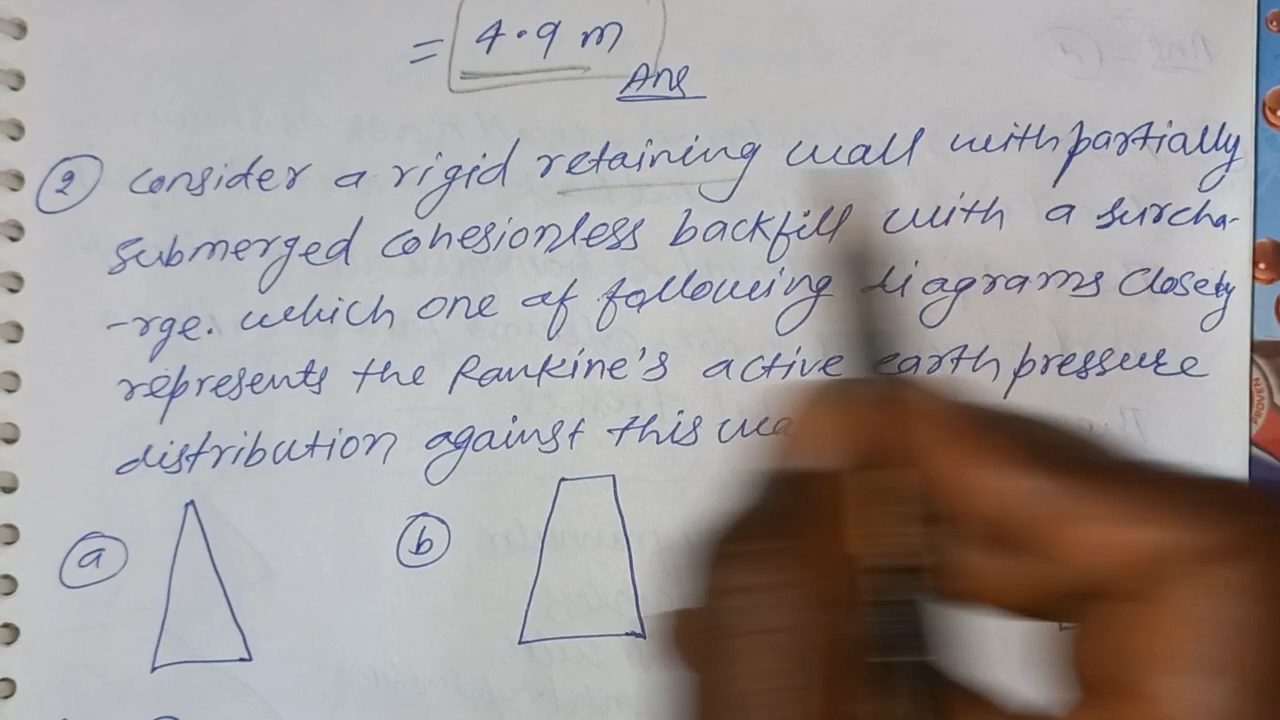 = 4.9 m
Ans
2 Consider a rigid retaining wall with partially
submerged cohesionless backfill with a surcha-
-rge. which one of following diagrams closely
represents the Rankine's active earth pressure
distribution against this
a b
PROVEN